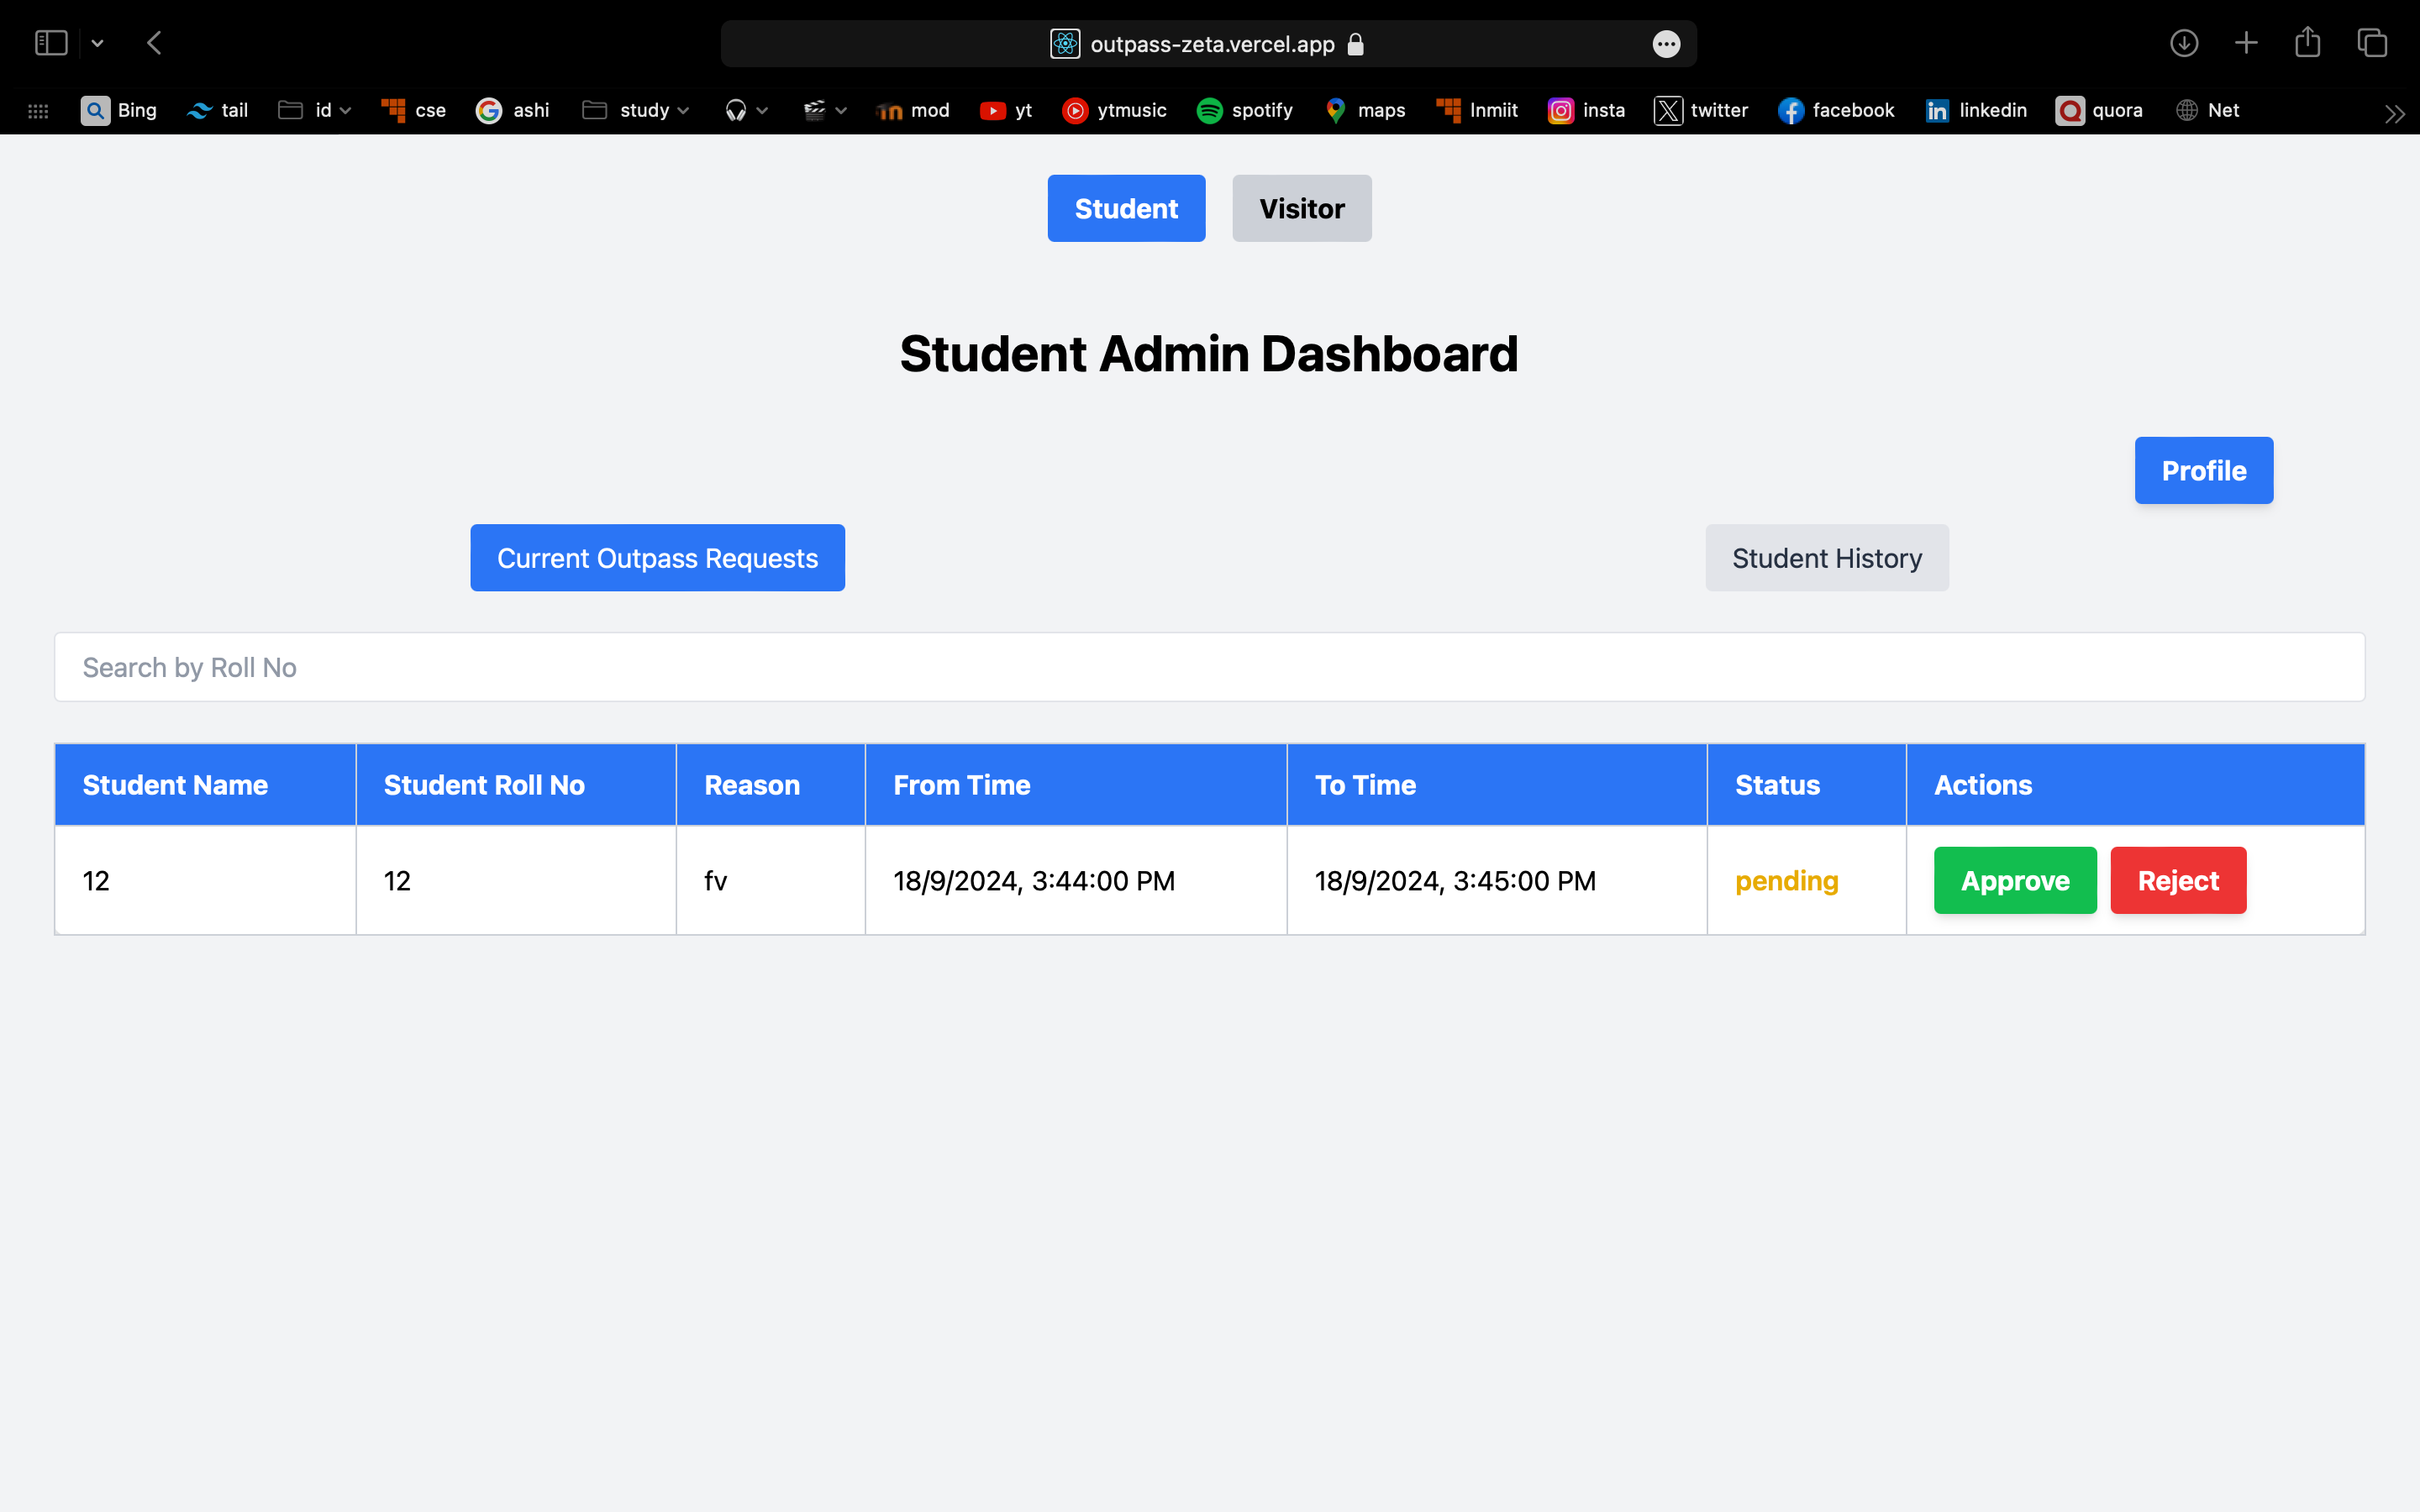 outpass-zeta.vercel.app
Bing tail id cse ashi study mod yt ytmusic spotify maps lnmiit insta twitter facebook linkedin quora Net
Student Visitor
Student Admin Dashboard
Profile
Current Outpass Requests Student History
Search by Roll No
Student Name Student Roll No Reason From Time To Time Status Actions
12 12 fv 18/9/2024, 3:44:00 PM 18/9/2024, 3:45:00 PM pending Approve Reject